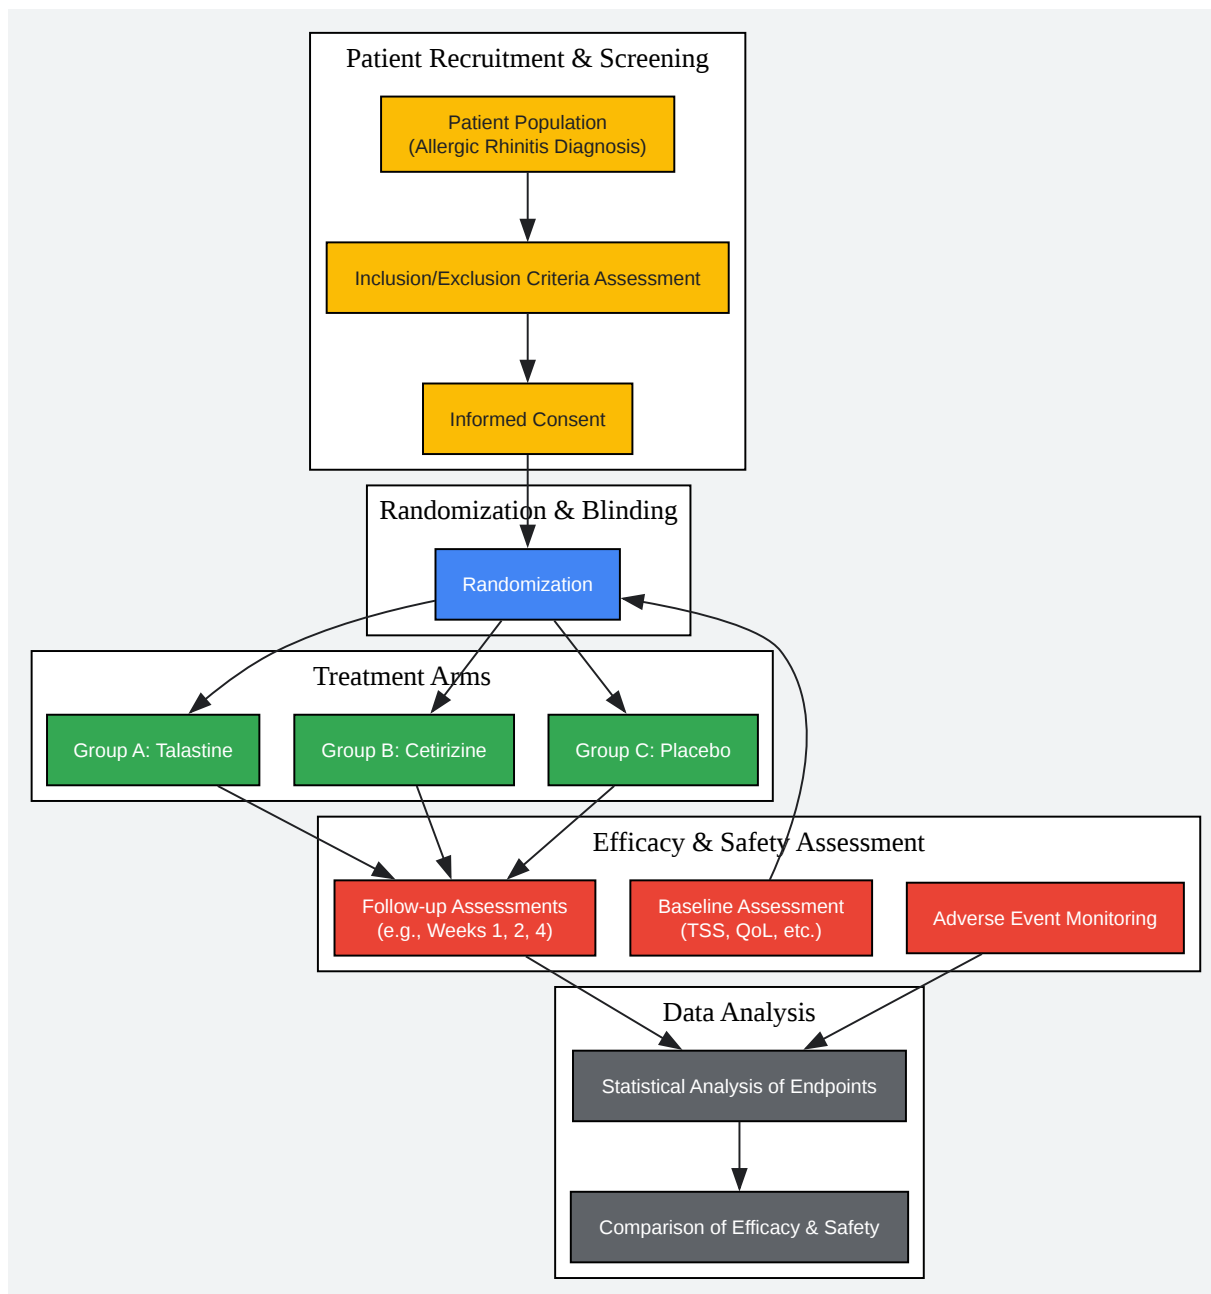 Patient Recruitment & Screening
Patient Population
(Allergic Rhinitis Diagnosis)
Inclusion/Exclusion Criteria Assessment
Informed Consent
Randomization & Blinding
Randomization
Treatment Arms
Group A: Talastine
Group B: Cetirizine
Group C: Placebo
Efficacy & Safety Assessment
Follow-up Assessments
(e.g., Weeks 1, 2, 4)
Baseline Assessment
(TSS, QoL, etc.)
Adverse Event Monitoring
Data Analysis
Statistical Analysis of Endpoints
Comparison of Efficacy & Safety